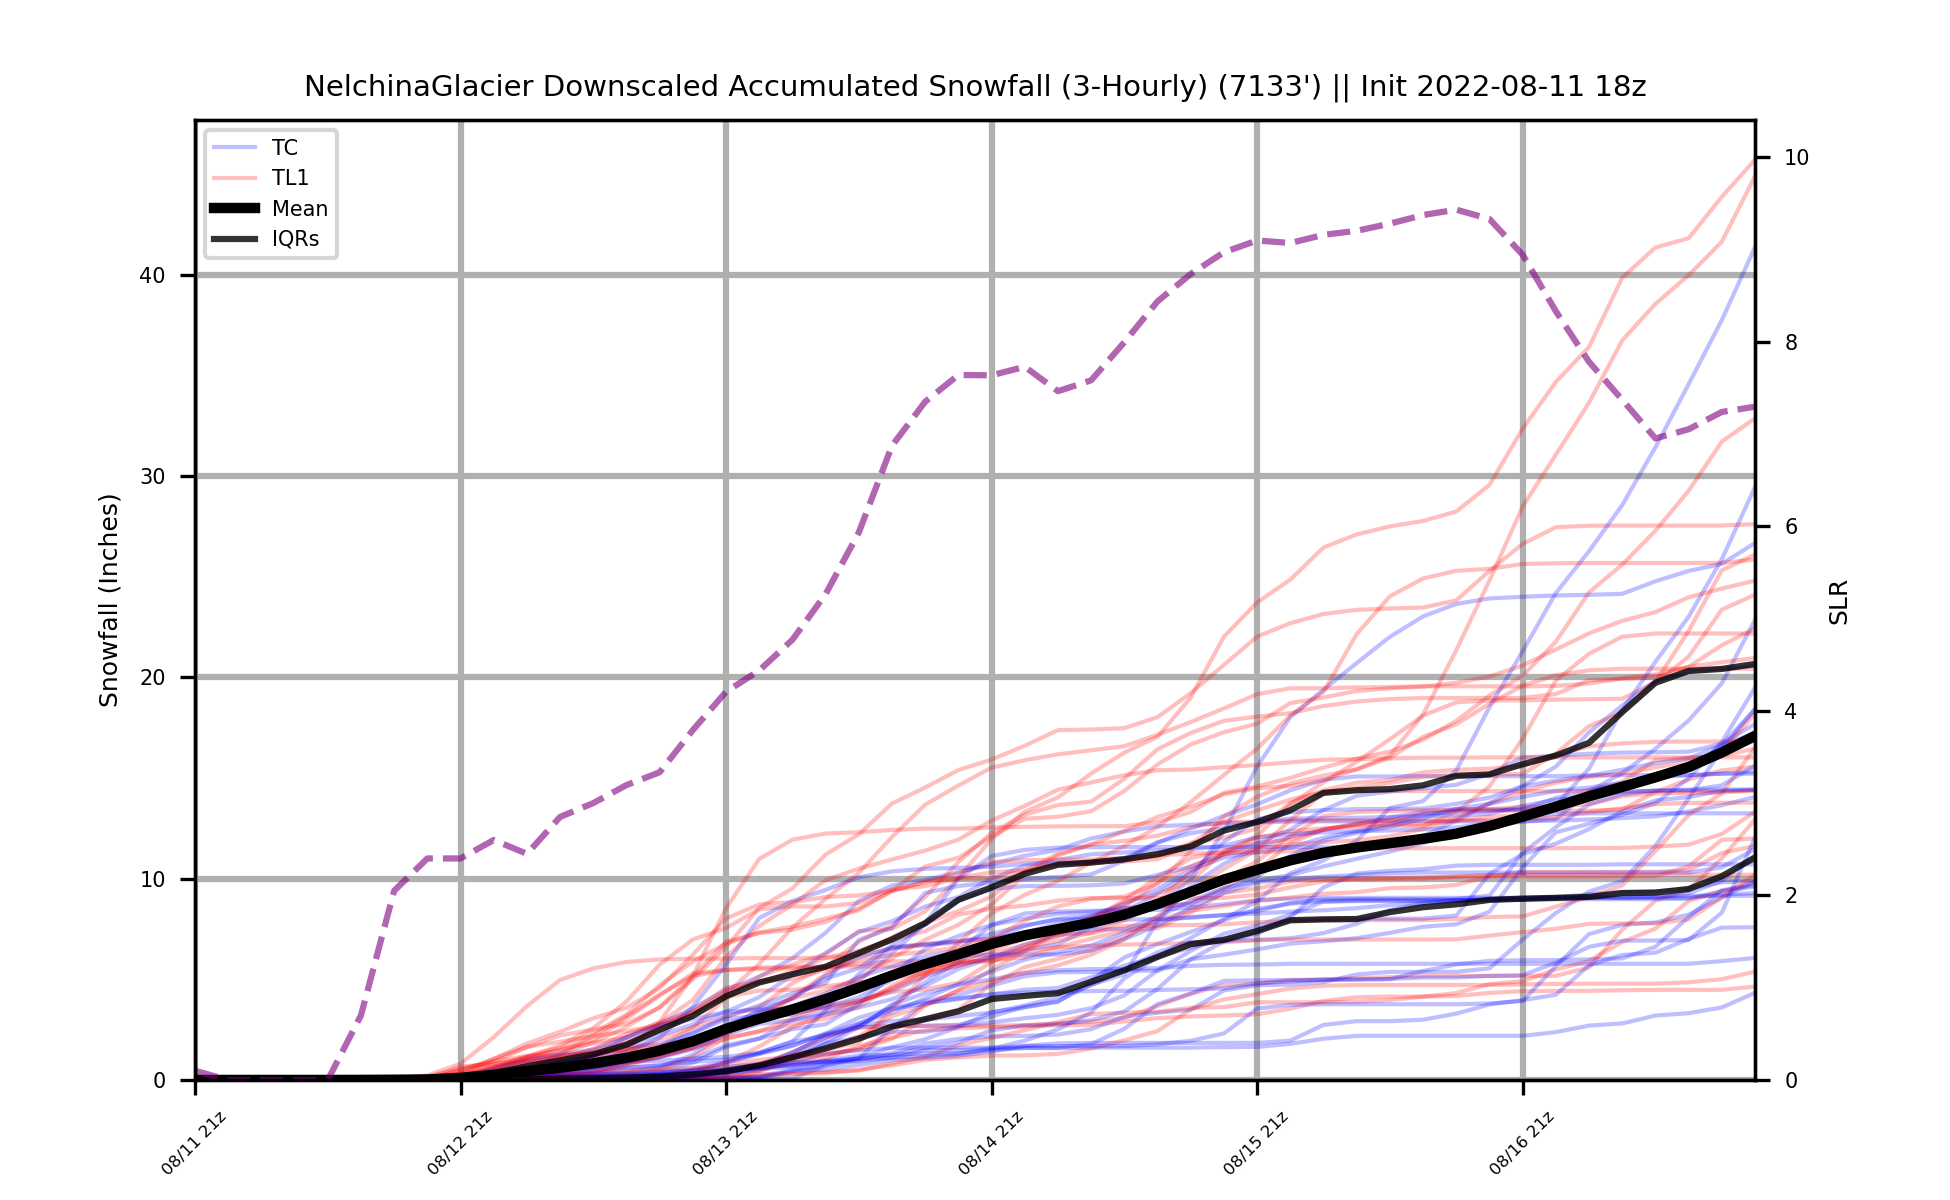 NelchinaGlacier Downscaled Accumulated Snowfall (3-Hourly) (7133') || Init 2022-08-11 18z
TC
TL1
Mean
IQRs
Snowfall (Inches)
40
30
20
10
0
10
8
6
4
2
0
SLR
08/11 21z
08/12 21z
08/13 21z
08/14 21z
08/15 21z
08/16 21z